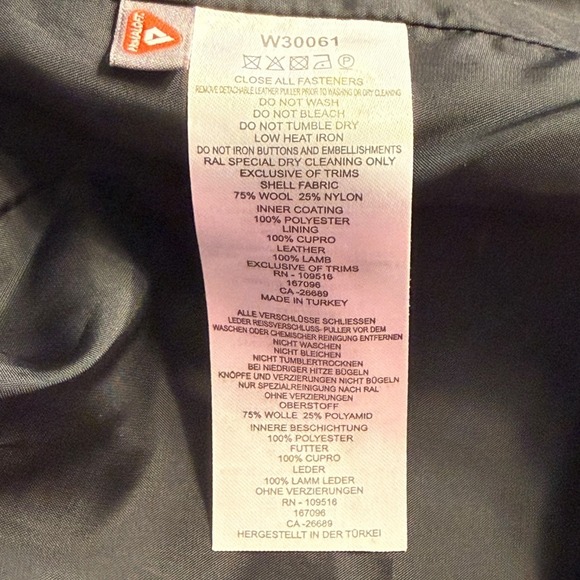 W30061
CLOSE ALL FASTENERS
REMOVE DETACHABLE LEATHER PULLER PRIOR TO WASHING OR DRY CLEANING
DO NOT WASH
DO NOT BLEACH
DO NOT TUMBLE DRY
LOW HEAT IRON
DO NOT IRON BUTTONS AND EMBELLISHMENTS
RAL SPECIAL DRY CLEANING ONLY
EXCLUSIVE OF TRIMS
SHELL FABRIC
75% WOOL 25% NYLON
INNER COATING
100% POLYESTER
LINING
100% CUPRO
LEATHER
100% LAMB
EXCLUSIVE OF TRIMS
RN - 109516
167096
CA -26689
MADE IN TURKEY
ALLE VERSCHLÜSSE SCHLIESSEN
LEDER REISSVERSCHLUSS- PULLER VOR DEM
WASCHEN ODER CHEMISCHER REINIGUNG ENTFERNEN
NICHT WASCHEN
NICHT BLEICHEN
NICHT TUMBLERTROCKNEN
BEI NIEDRIGER HITZE BÜGELN
KNÖPFE UND VERZIERUNGEN NICHT BÜGELN
NUR SPEZIALREINIGUNG NACH RAL
OHNE VERZIERUNGEN
OBERSTOFF
75% WOLLE 25% POLYAMID
INNERE BESCHICHTUNG
100% POLYESTER
FUTTER
100% CUPRO
LEDER
100% LAMM LEDER
OHNE VERZIERUNGEN
RN - 109516
167096
CA -26689
HERGESTELLT IN DER TÜRKEI